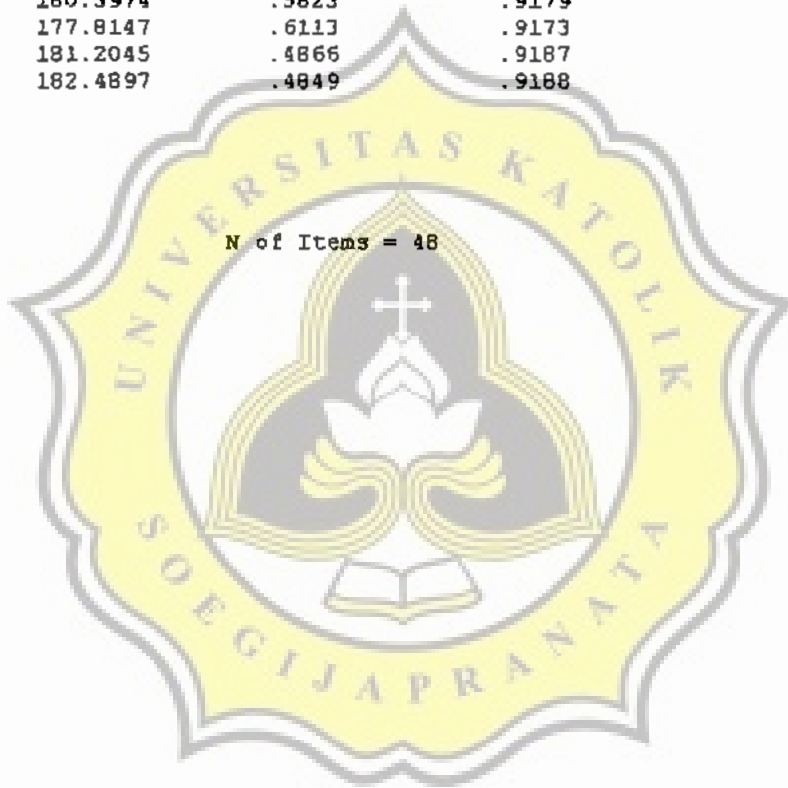 177.8147 .6113 .9173
181.2045 .4866 .9187
182.4897 .4849 .9188
N of Items = 48
UNIVERSITAS KATOLIK
SOEGIJAPRANATA